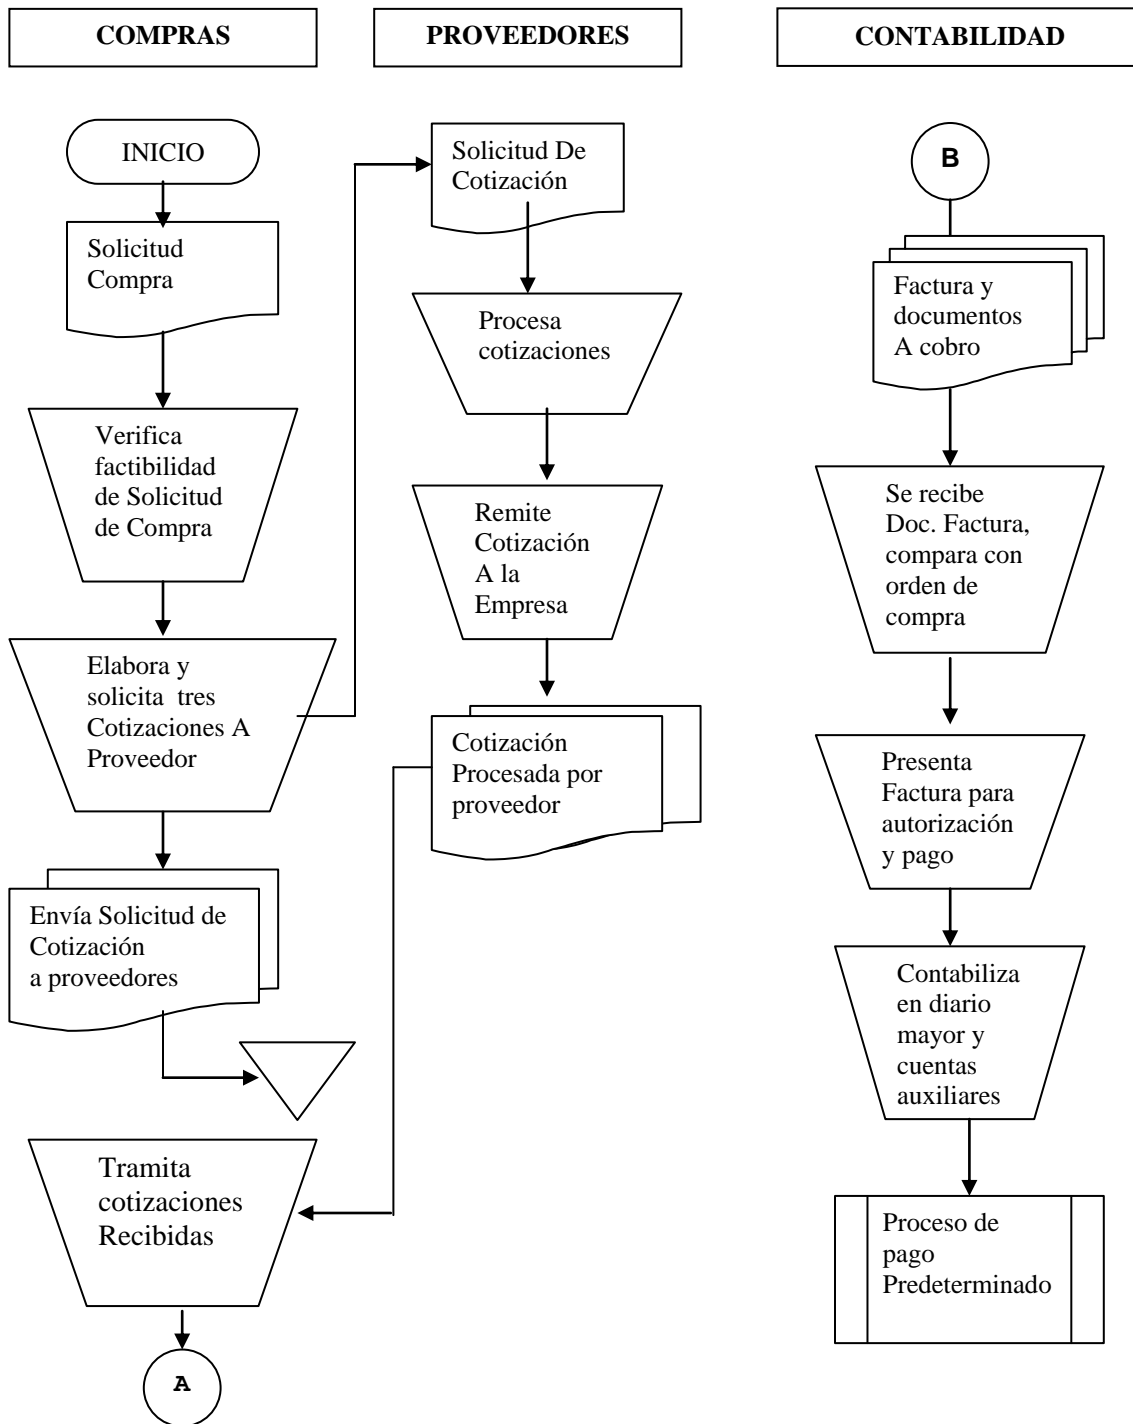 COMPRAS
PROVEEDORES
CONTABILIDAD
INICIO
Solicitud
Compra
Verifica
factibilidad
de Solicitud
de Compra
Elabora y
solicita tres
Cotizaciones A
Proveedor
Envía Solicitud de
Cotización
a proveedores
Tramita
cotizaciones
Recibidas
A
Solicitud De
Cotización
Procesa
cotizaciones
Remite
Cotización
A la
Empresa
Cotización
Procesada por
proveedor
B
Factura y
documentos
A cobro
Se recibe
Doc. Factura,
compara con
orden de
compra
Presenta
Factura para
autorización
y pago
Contabiliza
en diario
mayor y
cuentas
auxiliares
Proceso de
pago
Predeterminado